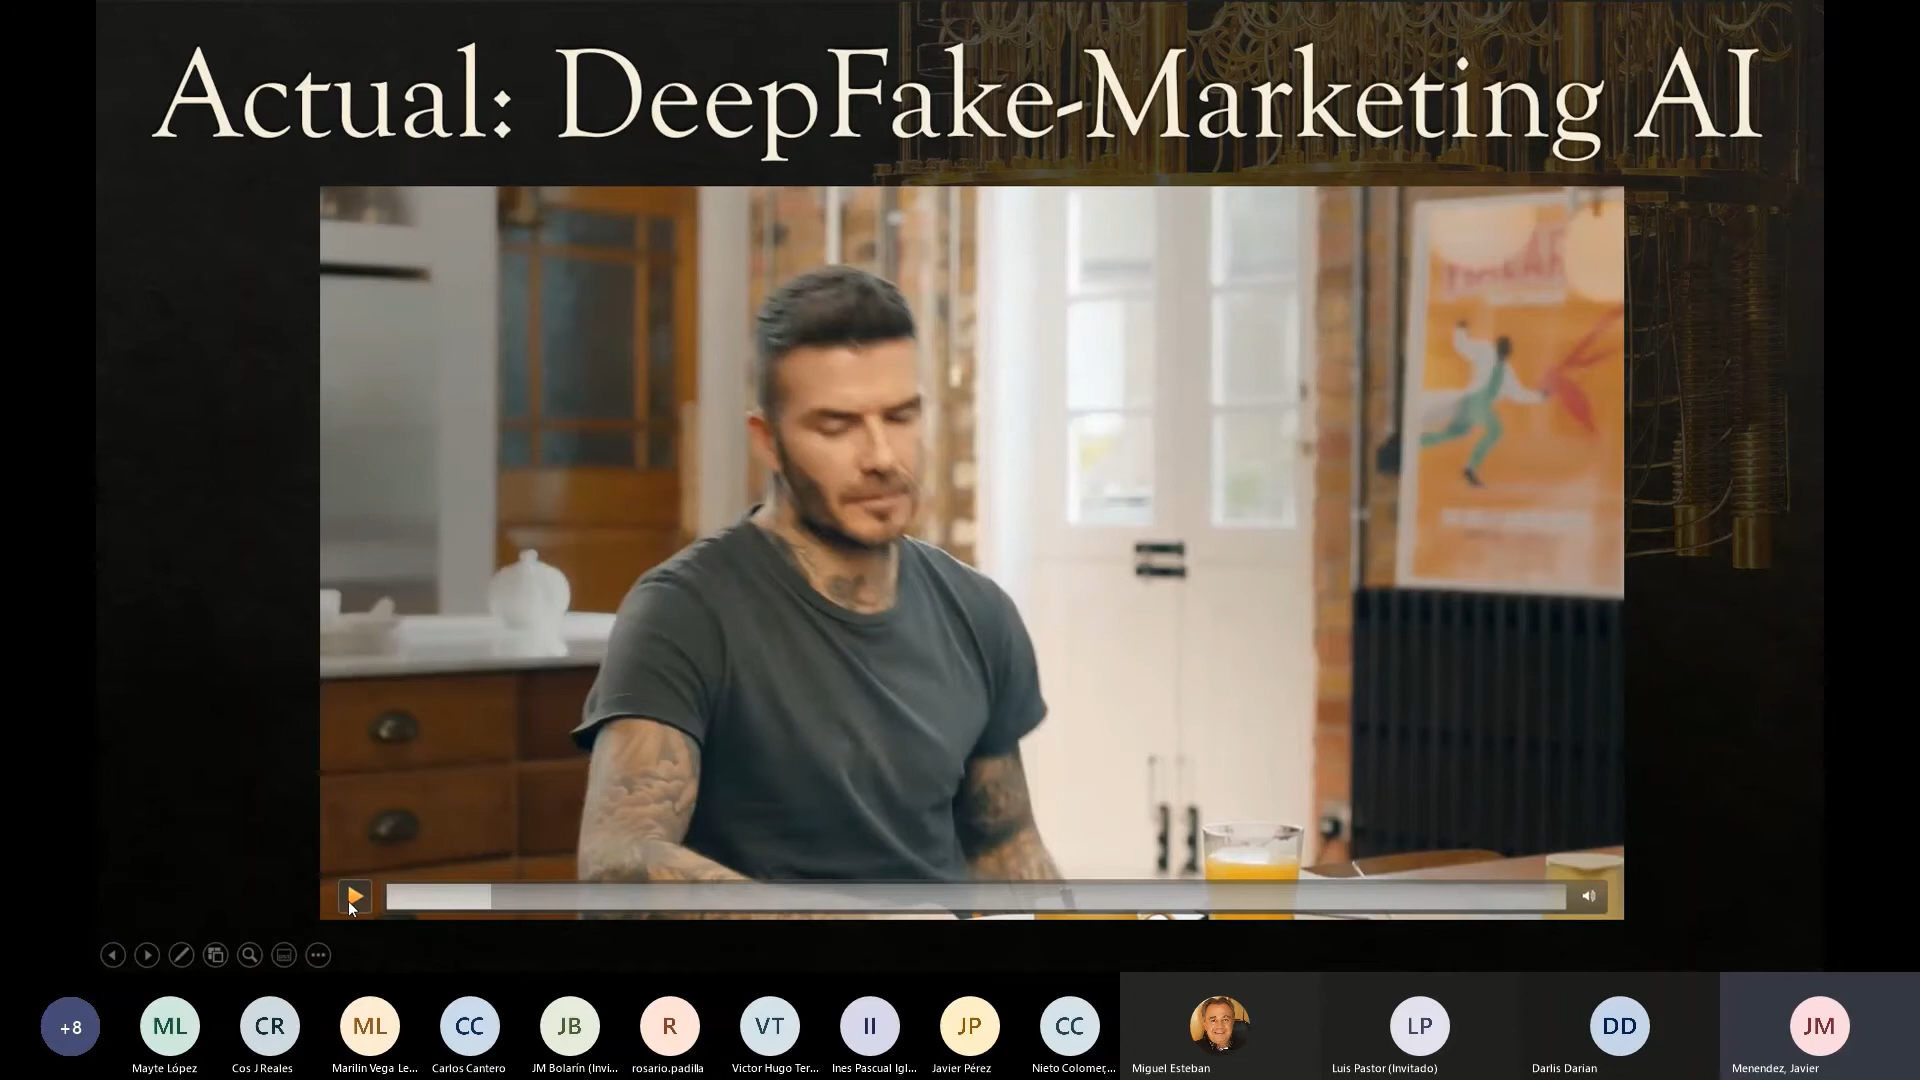 Actual: DeepFake-Marketing AI
+8
ML
CR
ML
CC
JB
R
VT
II
JP
CC
LP
DD
JM
Mayte López
Cos J Reales
Marilin Vega Le...
Carlos Cantero
JM Bolarín (Invi...
rosario.padilla
Victor Hugo Ter...
Ines Pascual Igl...
Javier Pérez
Nieto Colomer,...
Miguel Esteban
Luis Pastor (Invitado)
Darlis Darian
Menendez, Javier